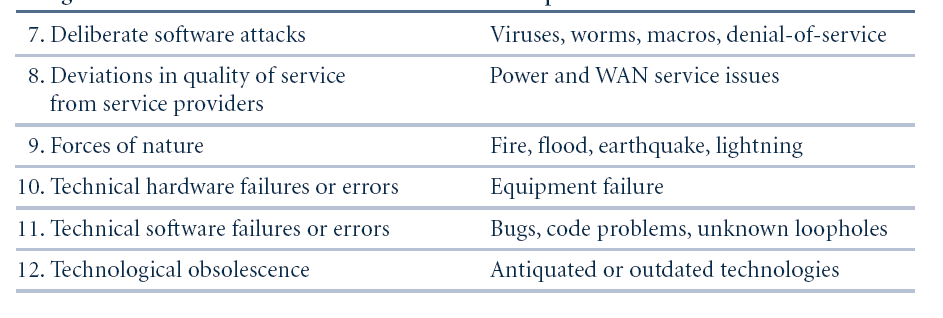 7. Deliberate software attacks Viruses, worms, macros, denial-of-service
8. Deviations in quality of service Power and WAN service issues
from service providers
9. Forces of nature Fire, flood, earthquake, lightning
10. Technical hardware failures or errors Equipment failure
11. Technical software failures or errors Bugs, code problems, unknown loopholes
12. Technological obsolescence Antiquated or outdated technologies